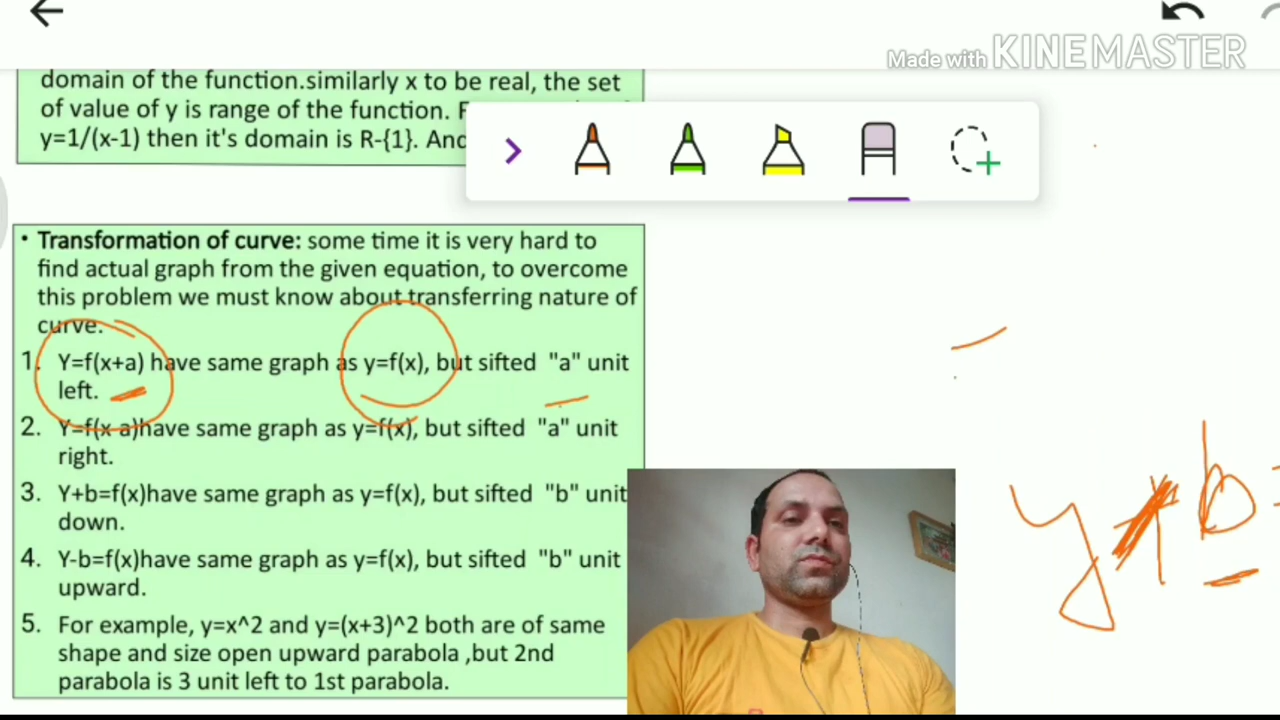 Made with KINEMASTER
domain of the function.similarly x to be real, the set
of value of y is range of the function.
y=1/(x-1) then it's domain is R-{1}. And
• Transformation of curve: some time it is very hard to
find actual graph from the given equation, to overcome
this problem we must know about transferring nature of
curve.
1. Y=f(x+a) have same graph as y=f(x), but sifted "a" unit
left.
2. Y=f(x-a)have same graph as y=f(x), but sifted "a" unit
right.
3. Y+b=f(x)have same graph as y=f(x), but sifted "b" unit
down.
4. Y-b=f(x)have same graph as y=f(x), but sifted "b" unit
upward.
5. For example, y=x^2 and y=(x+3)^2 both are of same
shape and size open upward parabola ,but 2nd
parabola is 3 unit left to 1st parabola.
y b =